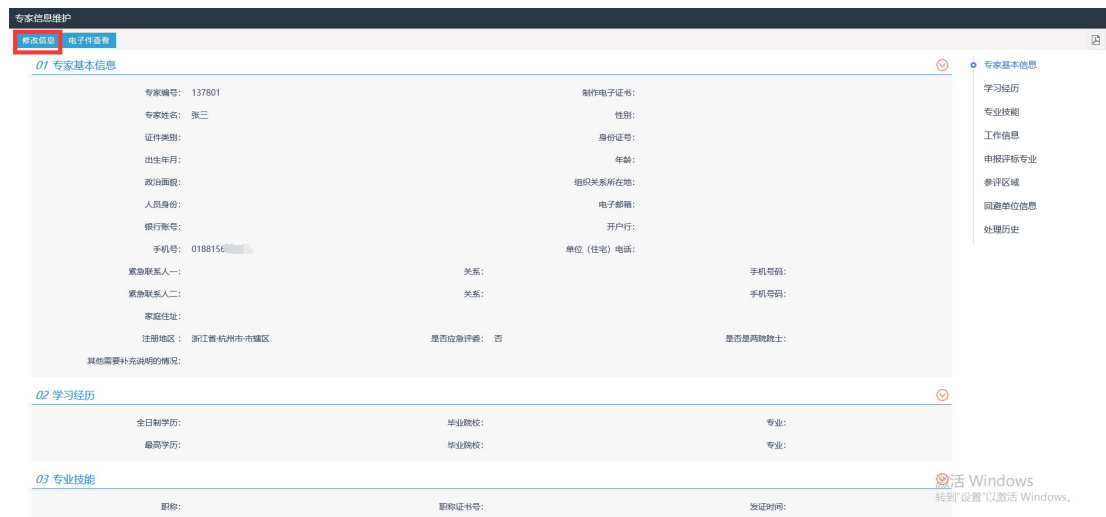 专家信息维护
修改信息 电子件查看
01 专家基本信息
专家编号: 137801 制作电子证书:
专家姓名: 张三 性别:
证件类别: 身份证号:
出生年月: 年龄:
政治面貌: 组织关系所在地:
人员身份: 电子邮箱:
银行账号: 开户行:
手机号: 0188156 单位（住宅）电话:
紧急联系人一: 关系: 手机号码:
紧急联系人二: 关系: 手机号码:
家庭住址:
注册地区： 浙江省·杭州市·市辖区 是否应急评委: 否 是否是两院院士:
其他需要补充说明的情况:
02 学习经历
全日制学历: 毕业院校: 专业:
最高学历: 毕业院校: 专业:
03 专业技能
职称: 职称证书号: 发证时间:
专家基本信息
学习经历
专业技能
工作信息
申报评标专业
参评区域
回避单位信息
处理历史
激活 Windows
转到"设置"以激活 Windows。